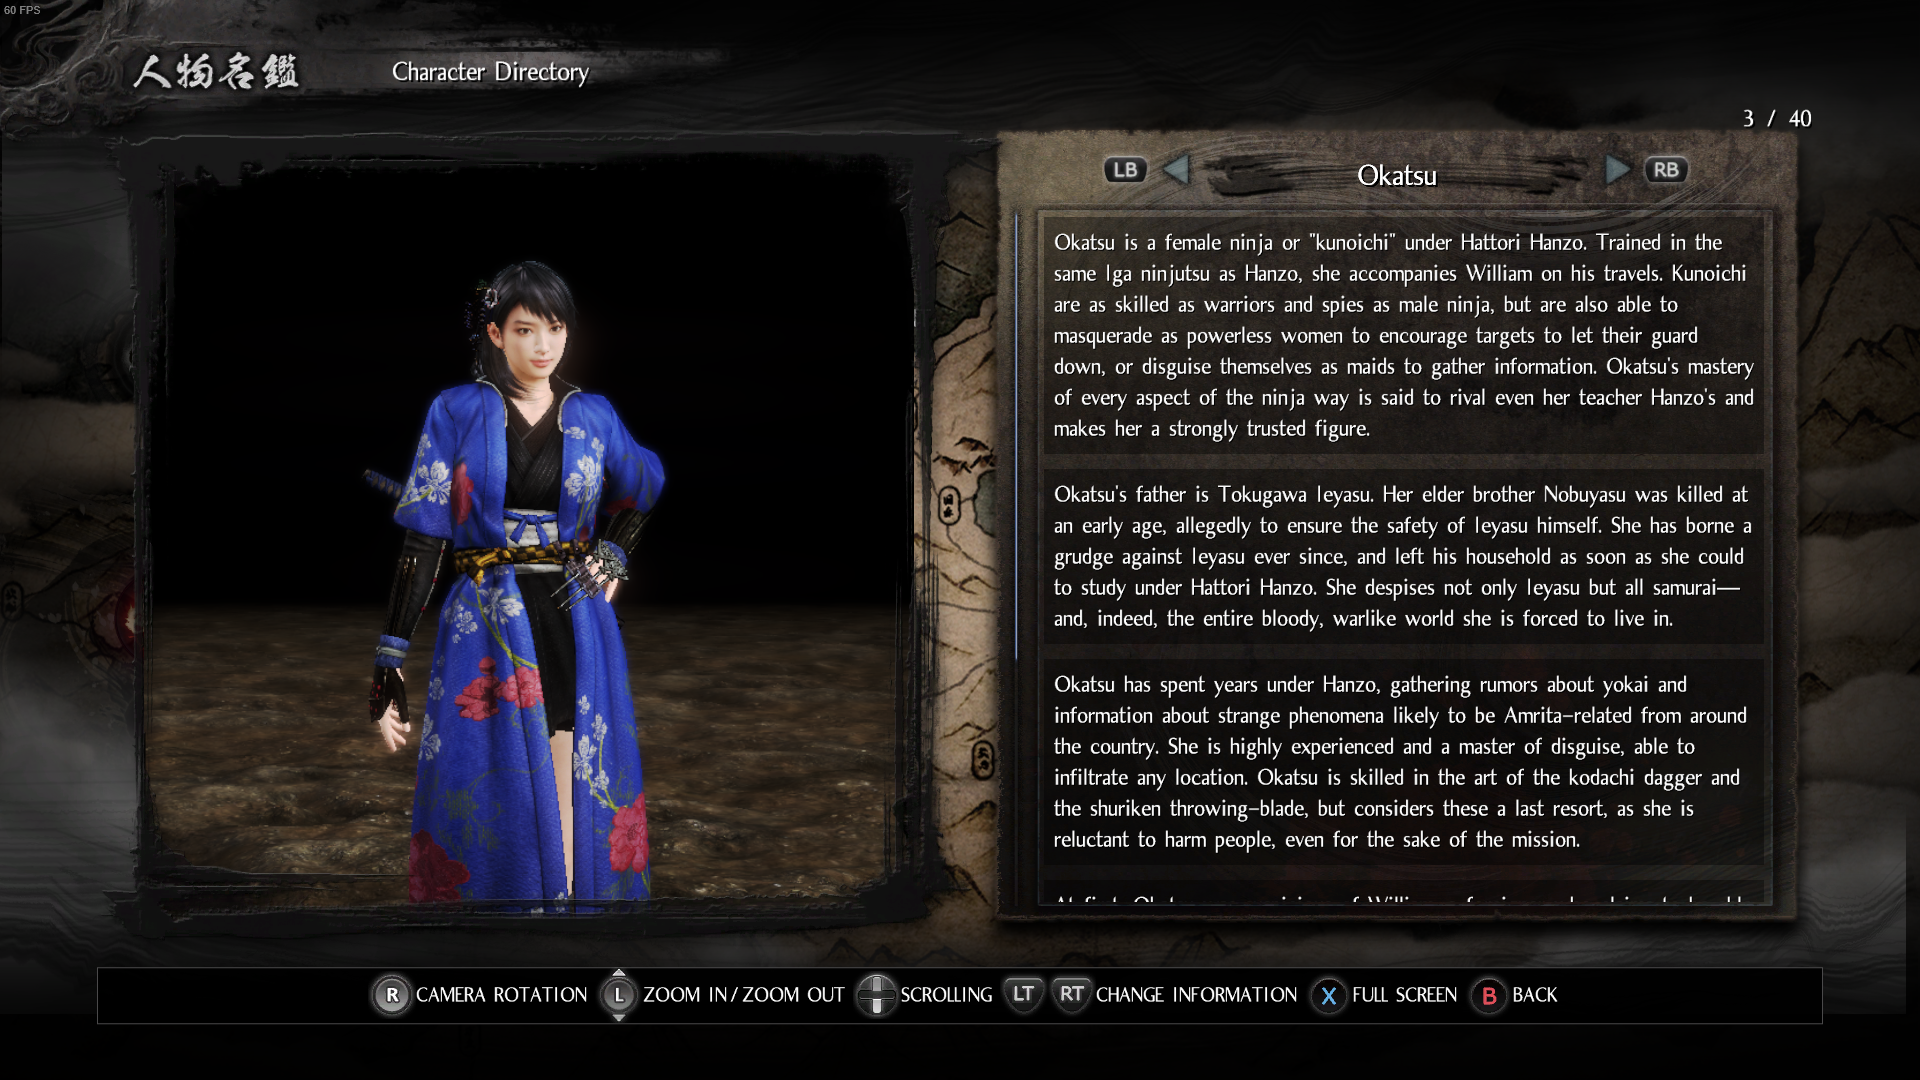 60 FPS
人物名鑑
Character Directory
3 / 40
LB
Okatsu
RB
Okatsu is a female ninja or "kunoichi" under Hattori Hanzo. Trained in the
same Iga ninjutsu as Hanzo, she accompanies William on his travels. Kunoichi
are as skilled as warriors and spies as male ninja, but are also able to
masquerade as powerless women to encourage targets to let their guard
down, or disguise themselves as maids to gather information. Okatsu's mastery
of every aspect of the ninja way is said to rival even her teacher Hanzo's and
makes her a strongly trusted figure.
Okatsu's father is Tokugawa Ieyasu. Her elder brother Nobuyasu was killed at
an early age, allegedly to ensure the safety of Ieyasu himself. She has borne a
grudge against Ieyasu ever since, and left his household as soon as she could
to study under Hattori Hanzo. She despises not only Ieyasu but all samurai—
and, indeed, the entire bloody, warlike world she is forced to live in.
Okatsu has spent years under Hanzo, gathering rumors about yokai and
information about strange phenomena likely to be Amrita-related from around
the country. She is highly experienced and a master of disguise, able to
infiltrate any location. Okatsu is skilled in the art of the kodachi dagger and
the shuriken throwing-blade, but considers these a last resort, as she is
reluctant to harm people, even for the sake of the mission.
R CAMERA ROTATION L ZOOM IN / ZOOM OUT SCROLLING LT RT CHANGE INFORMATION X FULL SCREEN B BACK